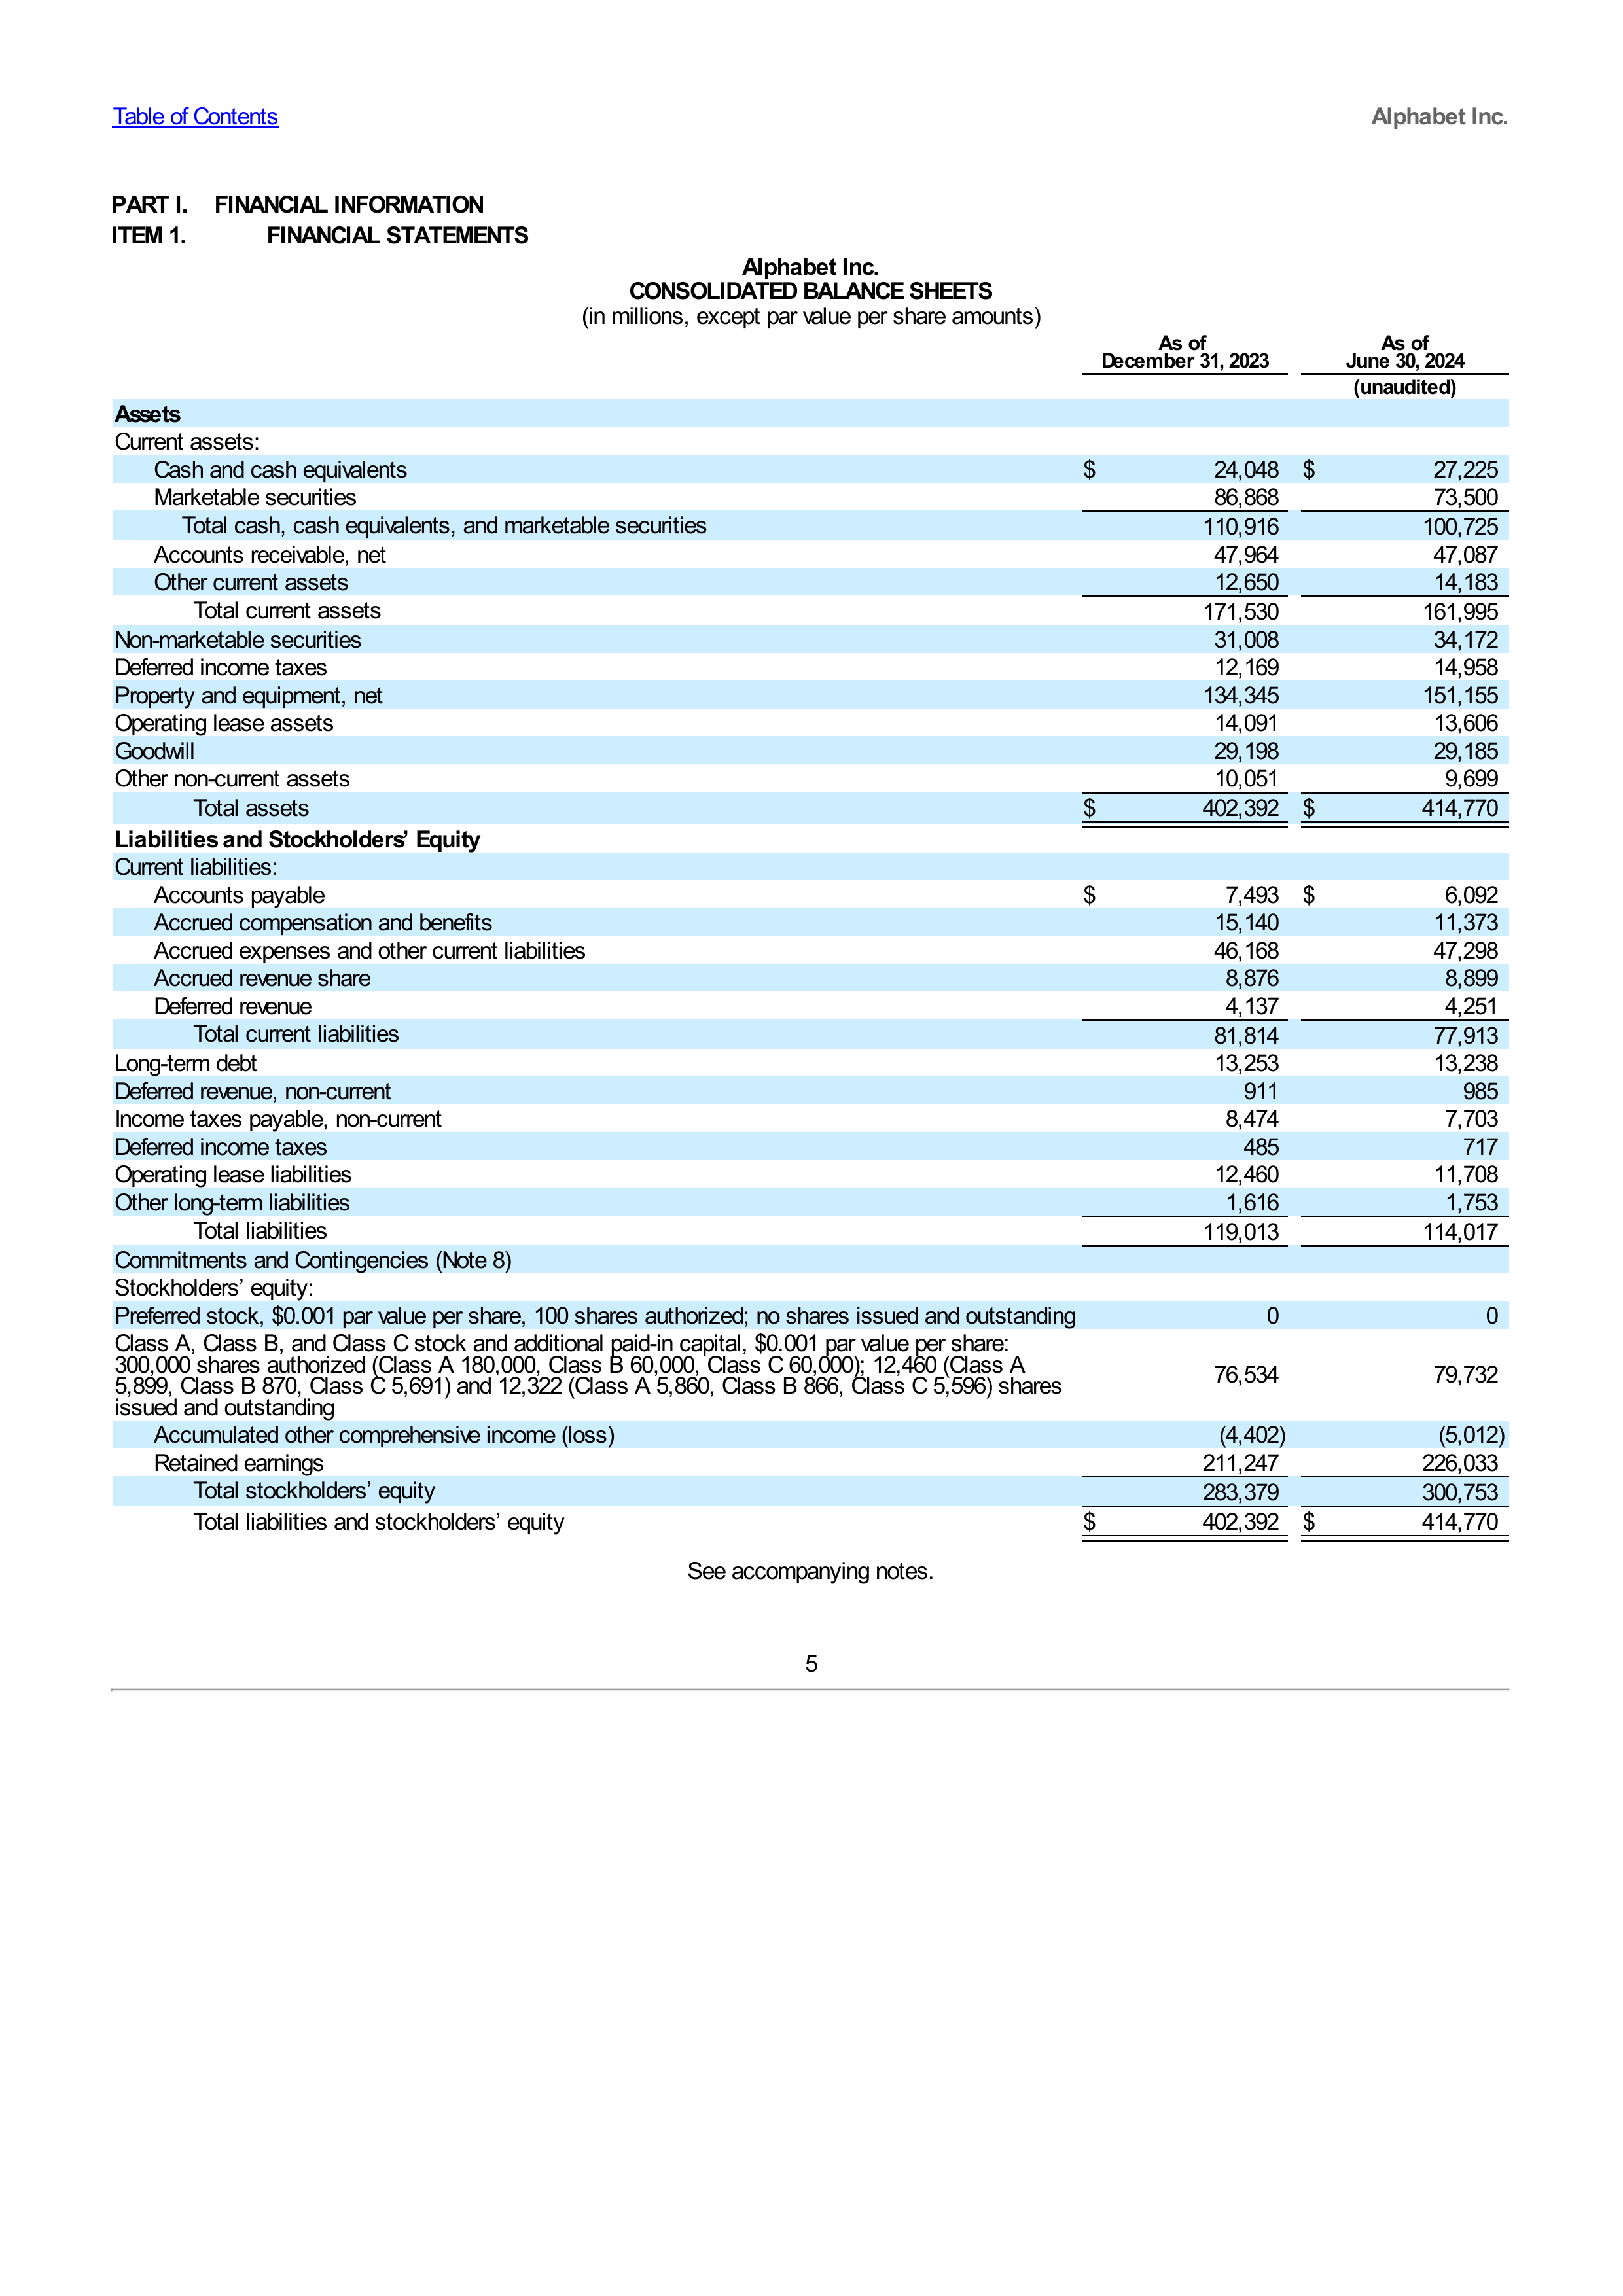 Table of Contents Alphabet Inc.
PART I. FINANCIAL INFORMATION
ITEM 1. FINANCIAL STATEMENTS
Alphabet Inc.
CONSOLIDATED BALANCE SHEETS
(in millions, except par value per share amounts)
As of December 31, 2023 As of June 30, 2024
(unaudited)
Assets
Current assets:
Cash and cash equivalents $ 24,048 $ 27,225
Marketable securities 86,868 73,500
Total cash, cash equivalents, and marketable securities 110,916 100,725
Accounts receivable, net 47,964 47,087
Other current assets 12,650 14,183
Total current assets 171,530 161,995
Non-marketable securities 31,008 34,172
Deferred income taxes 12,169 14,958
Property and equipment, net 134,345 151,155
Operating lease assets 14,091 13,606
Goodwill 29,198 29,185
Other non-current assets 10,051 9,699
Total assets $ 402,392 $ 414,770
Liabilities and Stockholders’ Equity
Current liabilities:
Accounts payable $ 7,493 $ 6,092
Accrued compensation and benefits 15,140 11,373
Accrued expenses and other current liabilities 46,168 47,298
Accrued revenue share 8,876 8,899
Deferred revenue 4,137 4,251
Total current liabilities 81,814 77,913
Long-term debt 13,253 13,238
Deferred revenue, non-current 911 985
Income taxes payable, non-current 8,474 7,703
Deferred income taxes 485 717
Operating lease liabilities 12,460 11,708
Other long-term liabilities 1,616 1,753
Total liabilities 119,013 114,017
Commitments and Contingencies (Note 8)
Stockholders’ equity:
Preferred stock, $0.001 par value per share, 100 shares authorized; no shares issued and outstanding 0 0
Class A, Class B, and Class C stock and additional paid-in capital, $0.001 par value per share:
300,000 shares authorized (Class A 180,000, Class B 60,000, Class C 60,000); 12,460 (Class A
5,899, Class B 870, Class C 5,691) and 12,322 (Class A 5,860, Class B 866, Class C 5,596) shares
issued and outstanding 76,534 79,732
Accumulated other comprehensive income (loss) (4,402) (5,012)
Retained earnings 211,247 226,033
Total stockholders’ equity 283,379 300,753
Total liabilities and stockholders’ equity $ 402,392 $ 414,770
See accompanying notes.
5